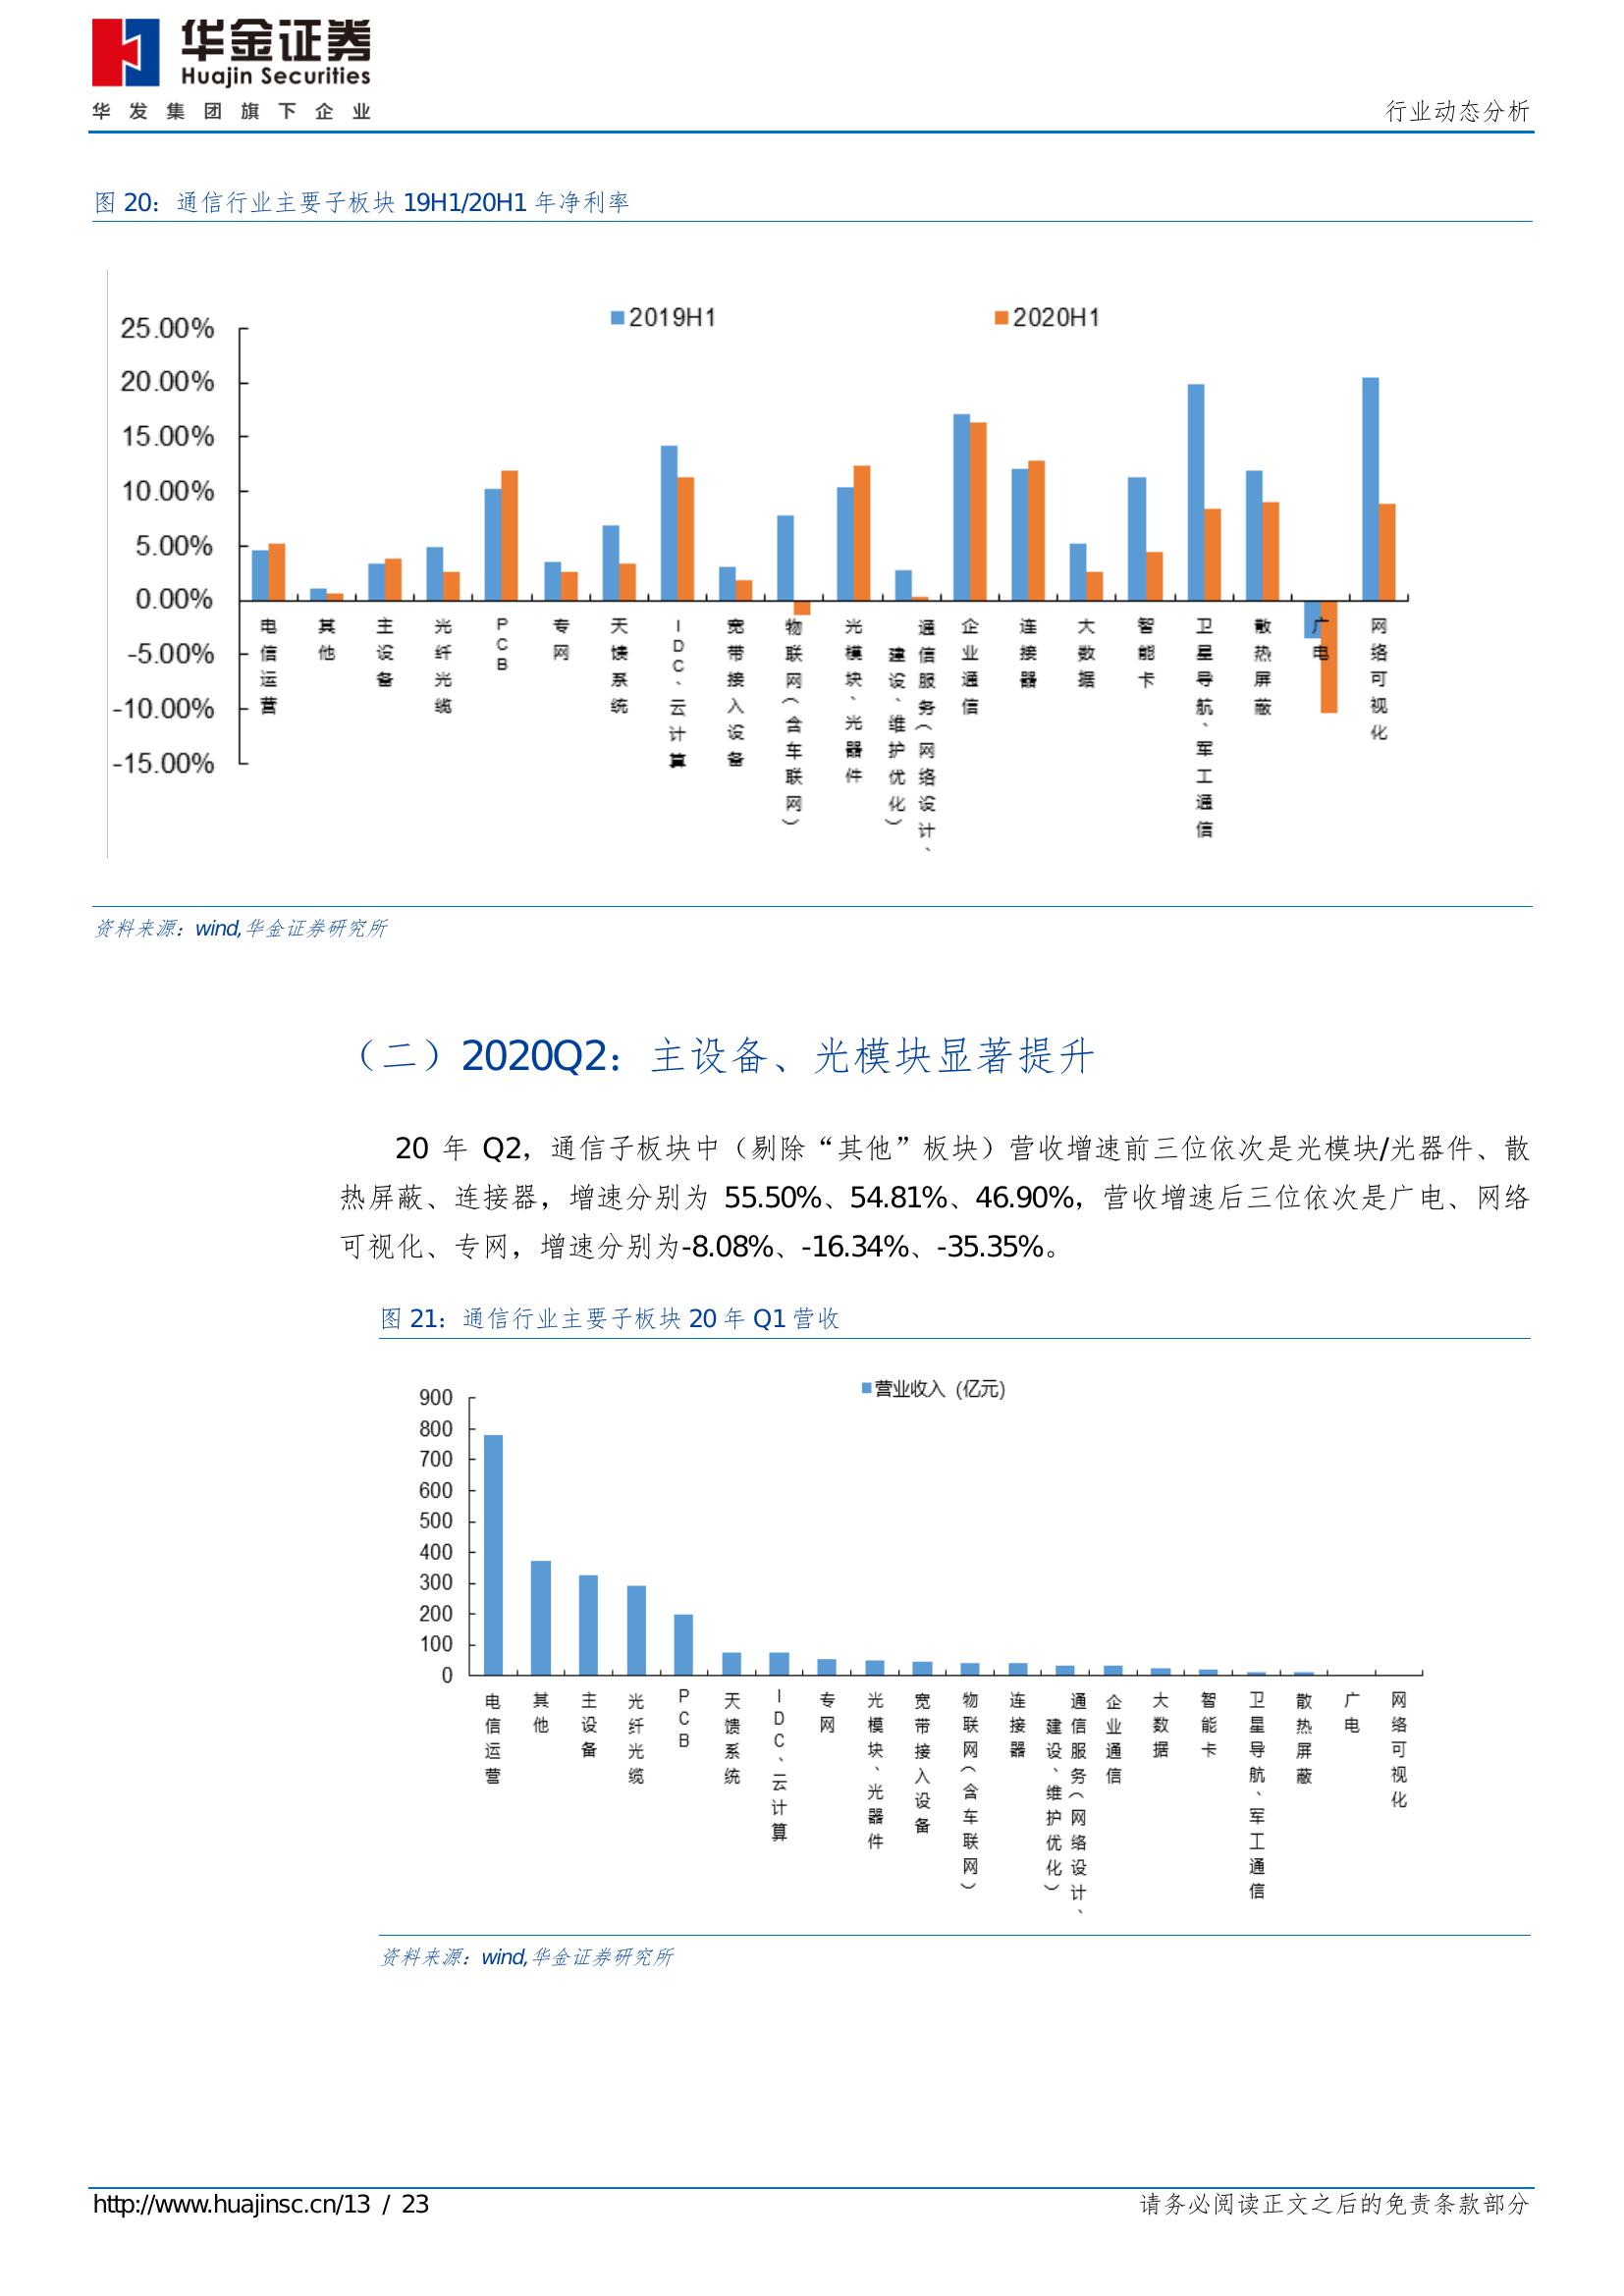 华金证券
Huajin Securities
华发集团旗下企业
行业动态分析
图 20：通信行业主要子板块 19H1/20H1 年净利率
2019H1
2020H1
25.00%
20.00%
15.00%
10.00%
5.00%
0.00%
-5.00%
-10.00%
-15.00%
电信运营
其他
主设备
光纤光缆
PCB
专网
天馈系统
IDC、云计算
宽带接入设备
物联网（含车联网）
光模块、光器件
通信服务（网络设计、
建设、维护优化）
企业通信
连接器
大数据
智能卡
卫星导航、军工通信
散热屏蔽
广电
网络可视化
资料来源：wind,华金证券研究所
（二）2020Q2：主设备、光模块显著提升
20 年 Q2，通信子板块中（剔除“其他”板块）营收增速前三位依次是光模块/光器件、散
热屏蔽、连接器，增速分别为 55.50%、54.81%、46.90%，营收增速后三位依次是广电、网络
可视化、专网，增速分别为-8.08%、-16.34%、-35.35%。
图 21：通信行业主要子板块 20 年 Q1 营收
营业收入（亿元）
900
800
700
600
500
400
300
200
100
0
电信运营
其他
主设备
光纤光缆
PCB
天馈系统
IDC、云计算
专网
光模块、光器件
宽带接入设备
物联网（含车联网）
连接器
通信服务（网络设计、
建设、维护优化）
企业通信
大数据
智能卡
卫星导航、军工通信
散热屏蔽
广电
网络可视化
资料来源：wind,华金证券研究所
http://www.huajinsc.cn/13 / 23
请务必阅读正文之后的免责条款部分